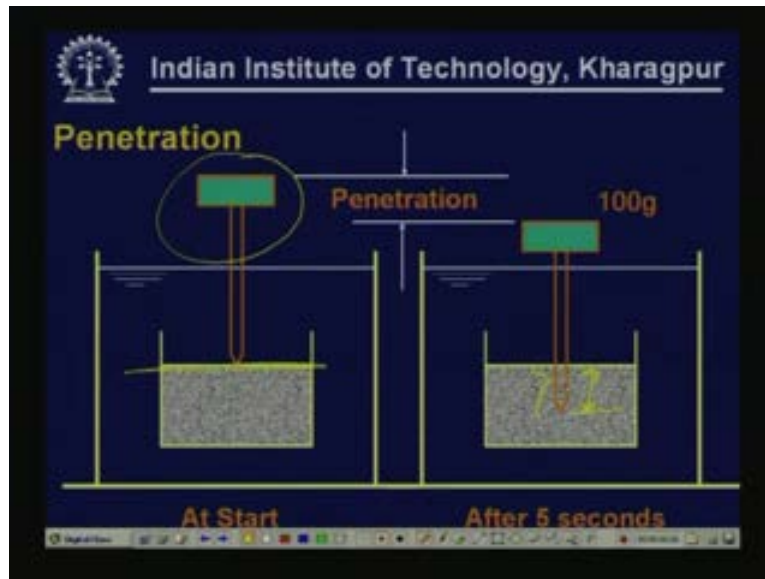 Indian Institute of Technology, Kharagpur
Penetration
Penetration
100g
At Start
After 5 seconds